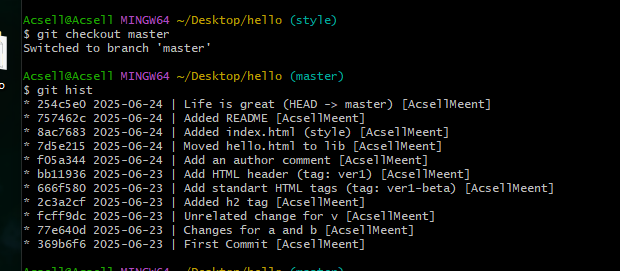 Acsell@Acsell MINGW64 ~/Desktop/hello (style)
$ git checkout master
Switched to branch 'master'
Acsell@Acsell MINGW64 ~/Desktop/hello (master)
$ git hist
* 254c5e0 2025-06-24 | Life is great (HEAD -> master) [AcsellMeent]
* 757462c 2025-06-24 | Added README [AcsellMeent]
* 8ac7683 2025-06-24 | Added index.html (style) [AcsellMeent]
* 7d5e215 2025-06-24 | Moved hello.html to lib [AcsellMeent]
* f05a344 2025-06-24 | Add an author comment [AcsellMeent]
* bb11936 2025-06-23 | Add HTML header (tag: ver1) [AcsellMeent]
* 666f580 2025-06-23 | Add standart HTML tags (tag: ver1-beta) [AcsellMeent]
* 2c3a2cf 2025-06-23 | Added h2 tag [AcsellMeent]
* fcff9dc 2025-06-23 | Unrelated change for v [AcsellMeent]
* 77e640d 2025-06-23 | Changes for a and b [AcsellMeent]
* 369b6f6 2025-06-23 | First Commit [AcsellMeent]
Acsell@Acsell MINGW64 ~/Desktop/hello (master)